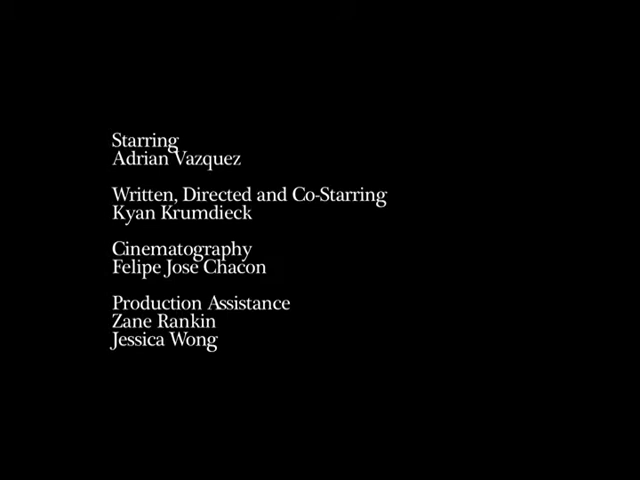 Starring
Adrian Vazquez
Written, Directed and Co-Starring
Kyan Krumdieck
Cinematography
Felipe Jose Chacon
Production Assistance
Zane Rankin
Jessica Wong